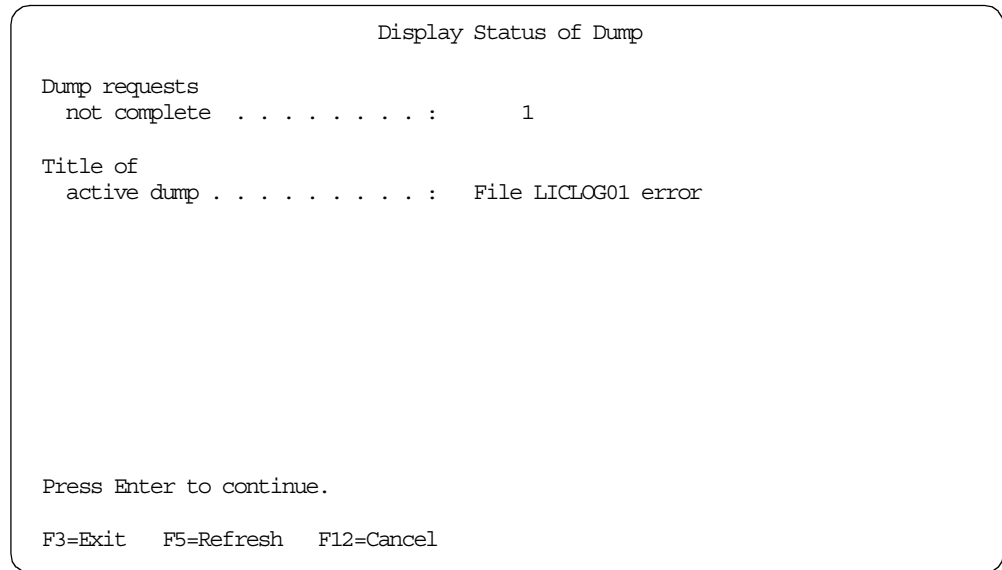 Display Status of Dump
Dump requests
not complete . . . . . . . . : 1
Title of
active dump . . . . . . . . . : File LICLOG01 error
Press Enter to continue.
F3=Exit F5=Refresh F12=Cancel